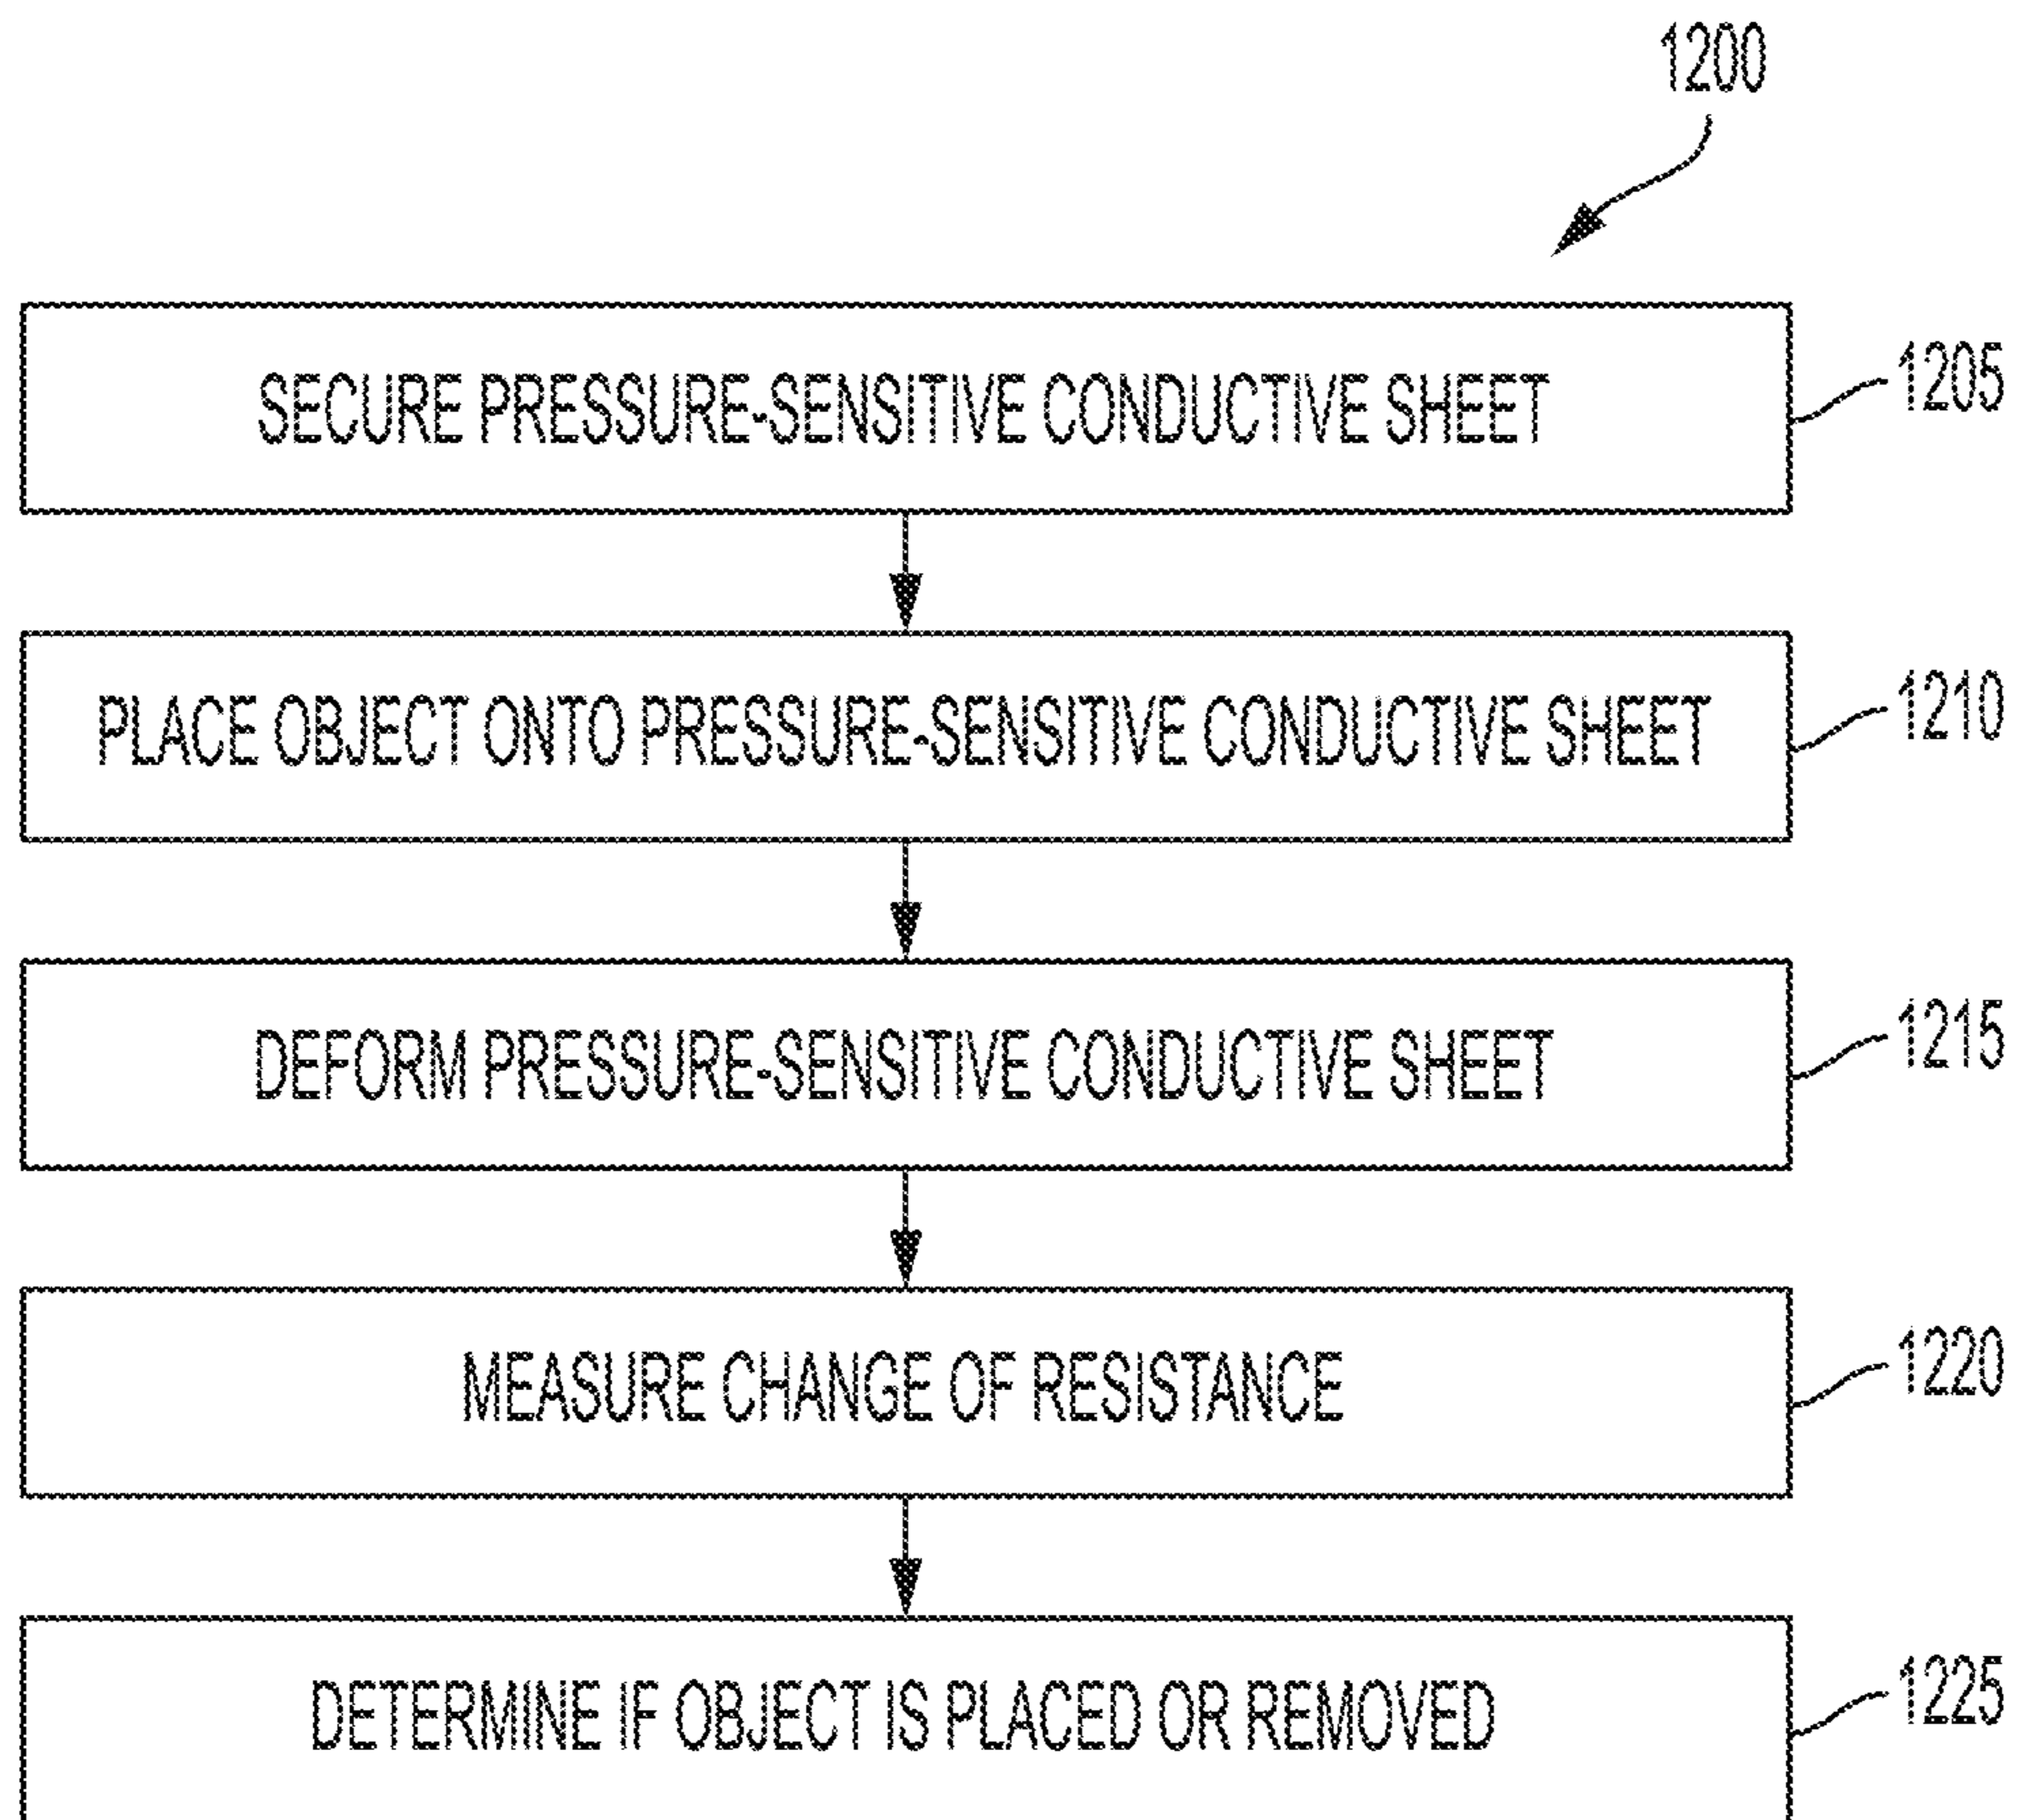 1200
SECURE PRESSURE-SENSITIVE CONDUCTIVE SHEET
1205
PLACE OBJECT ONTO PRESSURE-SENSITIVE CONDUCTIVE SHEET
1210
DEFORM PRESSURE-SENSITIVE CONDUCTIVE SHEET
1215
MEASURE CHANGE OF RESISTANCE
1220
DETERMINE IF OBJECT IS PLACED OR REMOVED
1225